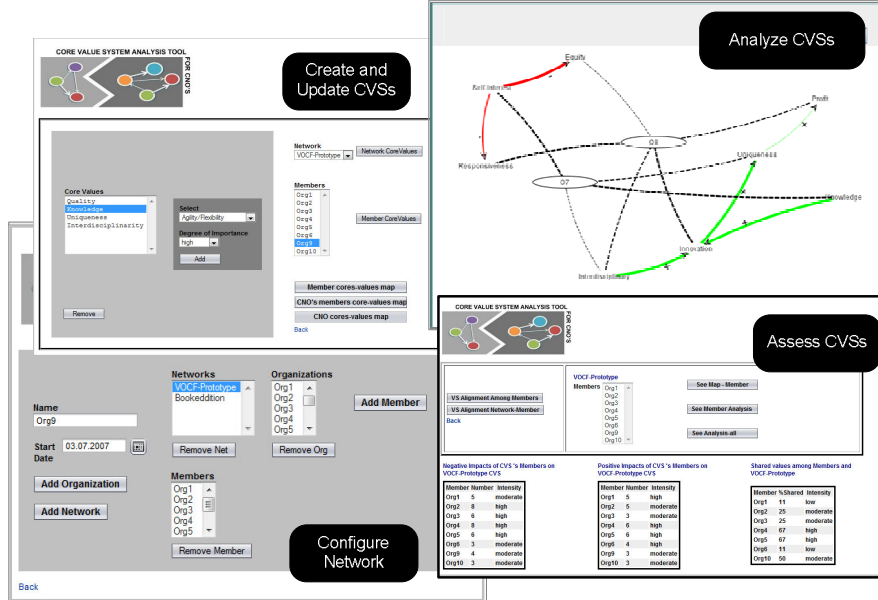 CORE VALUE SYSTEM ANALYSIS TOOL
FOR CNO'S
Create and
Update CVSs
Core Values
Quality
Knowledge
Uniqueness
Interdisciplinarity
Select
Agility/Flexibility
Degree of Importance
high
Add
Remove
Network
VOCF-Prototype
Network CoreValues
Members
Org1
Org2
Org3
Org4
Org5
Org6
Org9
Org10
Member CoreValues
Member cores-values map
CNO's members core-values map
CNO cores-values map
Back
Analyze CVSs
Equity
Self-interest
Profit
O8
Uniqueness
Responsiveness
O7
Knowledge
Innovation
Intrdisciplinary
Name
Org9
Start
Date
03.07.2007
Add Organization
Add Network
Networks
VOCF-Prototype
Bookeddition
Remove Net
Organizations
Org1
Org2
Org3
Org4
Org5
Remove Org
Add Member
Members
Org1
Org2
Org3
Org4
Org5
Remove Member
Configure
Network
Back
CORE VALUE SYSTEM ANALYSIS TOOL
FOR CNO'S
Assess CVSs
VS Alignment Among Members
VS Alignment Network-Member
Back
VOCF-Prototype
Members
Org1
Org2
Org3
Org4
Org5
Org6
Org9
Org10
See Map - Member
See Member Analysis
See Analysis all
Negative Impacts of CVS 's Members on
VOCF-Prototype CVS
Member Number Intensity
Org1 5 moderate
Org2 8 high
Org3 6 high
Org4 8 high
Org5 6 high
Org6 3 moderate
Org9 4 moderate
Org10 3 moderate
Positive Impacts of CVS 's Members on
VOCF-Prototype CVS
Member Number Intensity
Org1 5 high
Org2 5 moderate
Org3 3 moderate
Org4 6 high
Org5 6 high
Org6 4 high
Org9 3 moderate
Org10 3 moderate
Shared values among Members and
VOCF-Prototype
Member %Shared Intensity
Org1 11 low
Org2 25 moderate
Org3 25 moderate
Org4 67 high
Org5 67 high
Org6 11 low
Org10 50 moderate